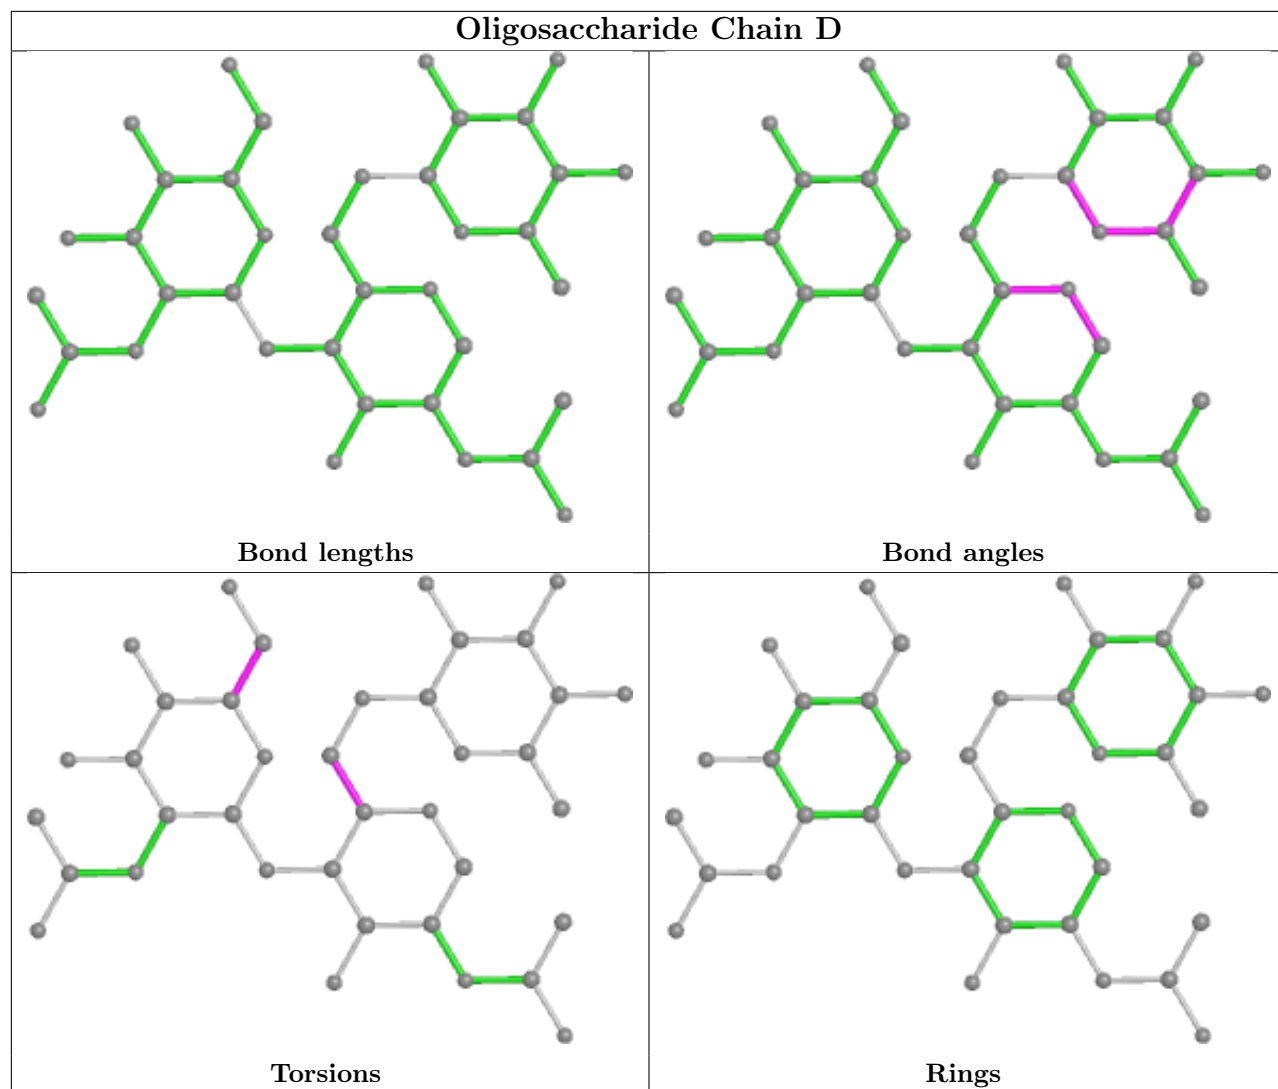 Oligosaccharide Chain D
Bond lengths
Bond angles
Torsions
Rings